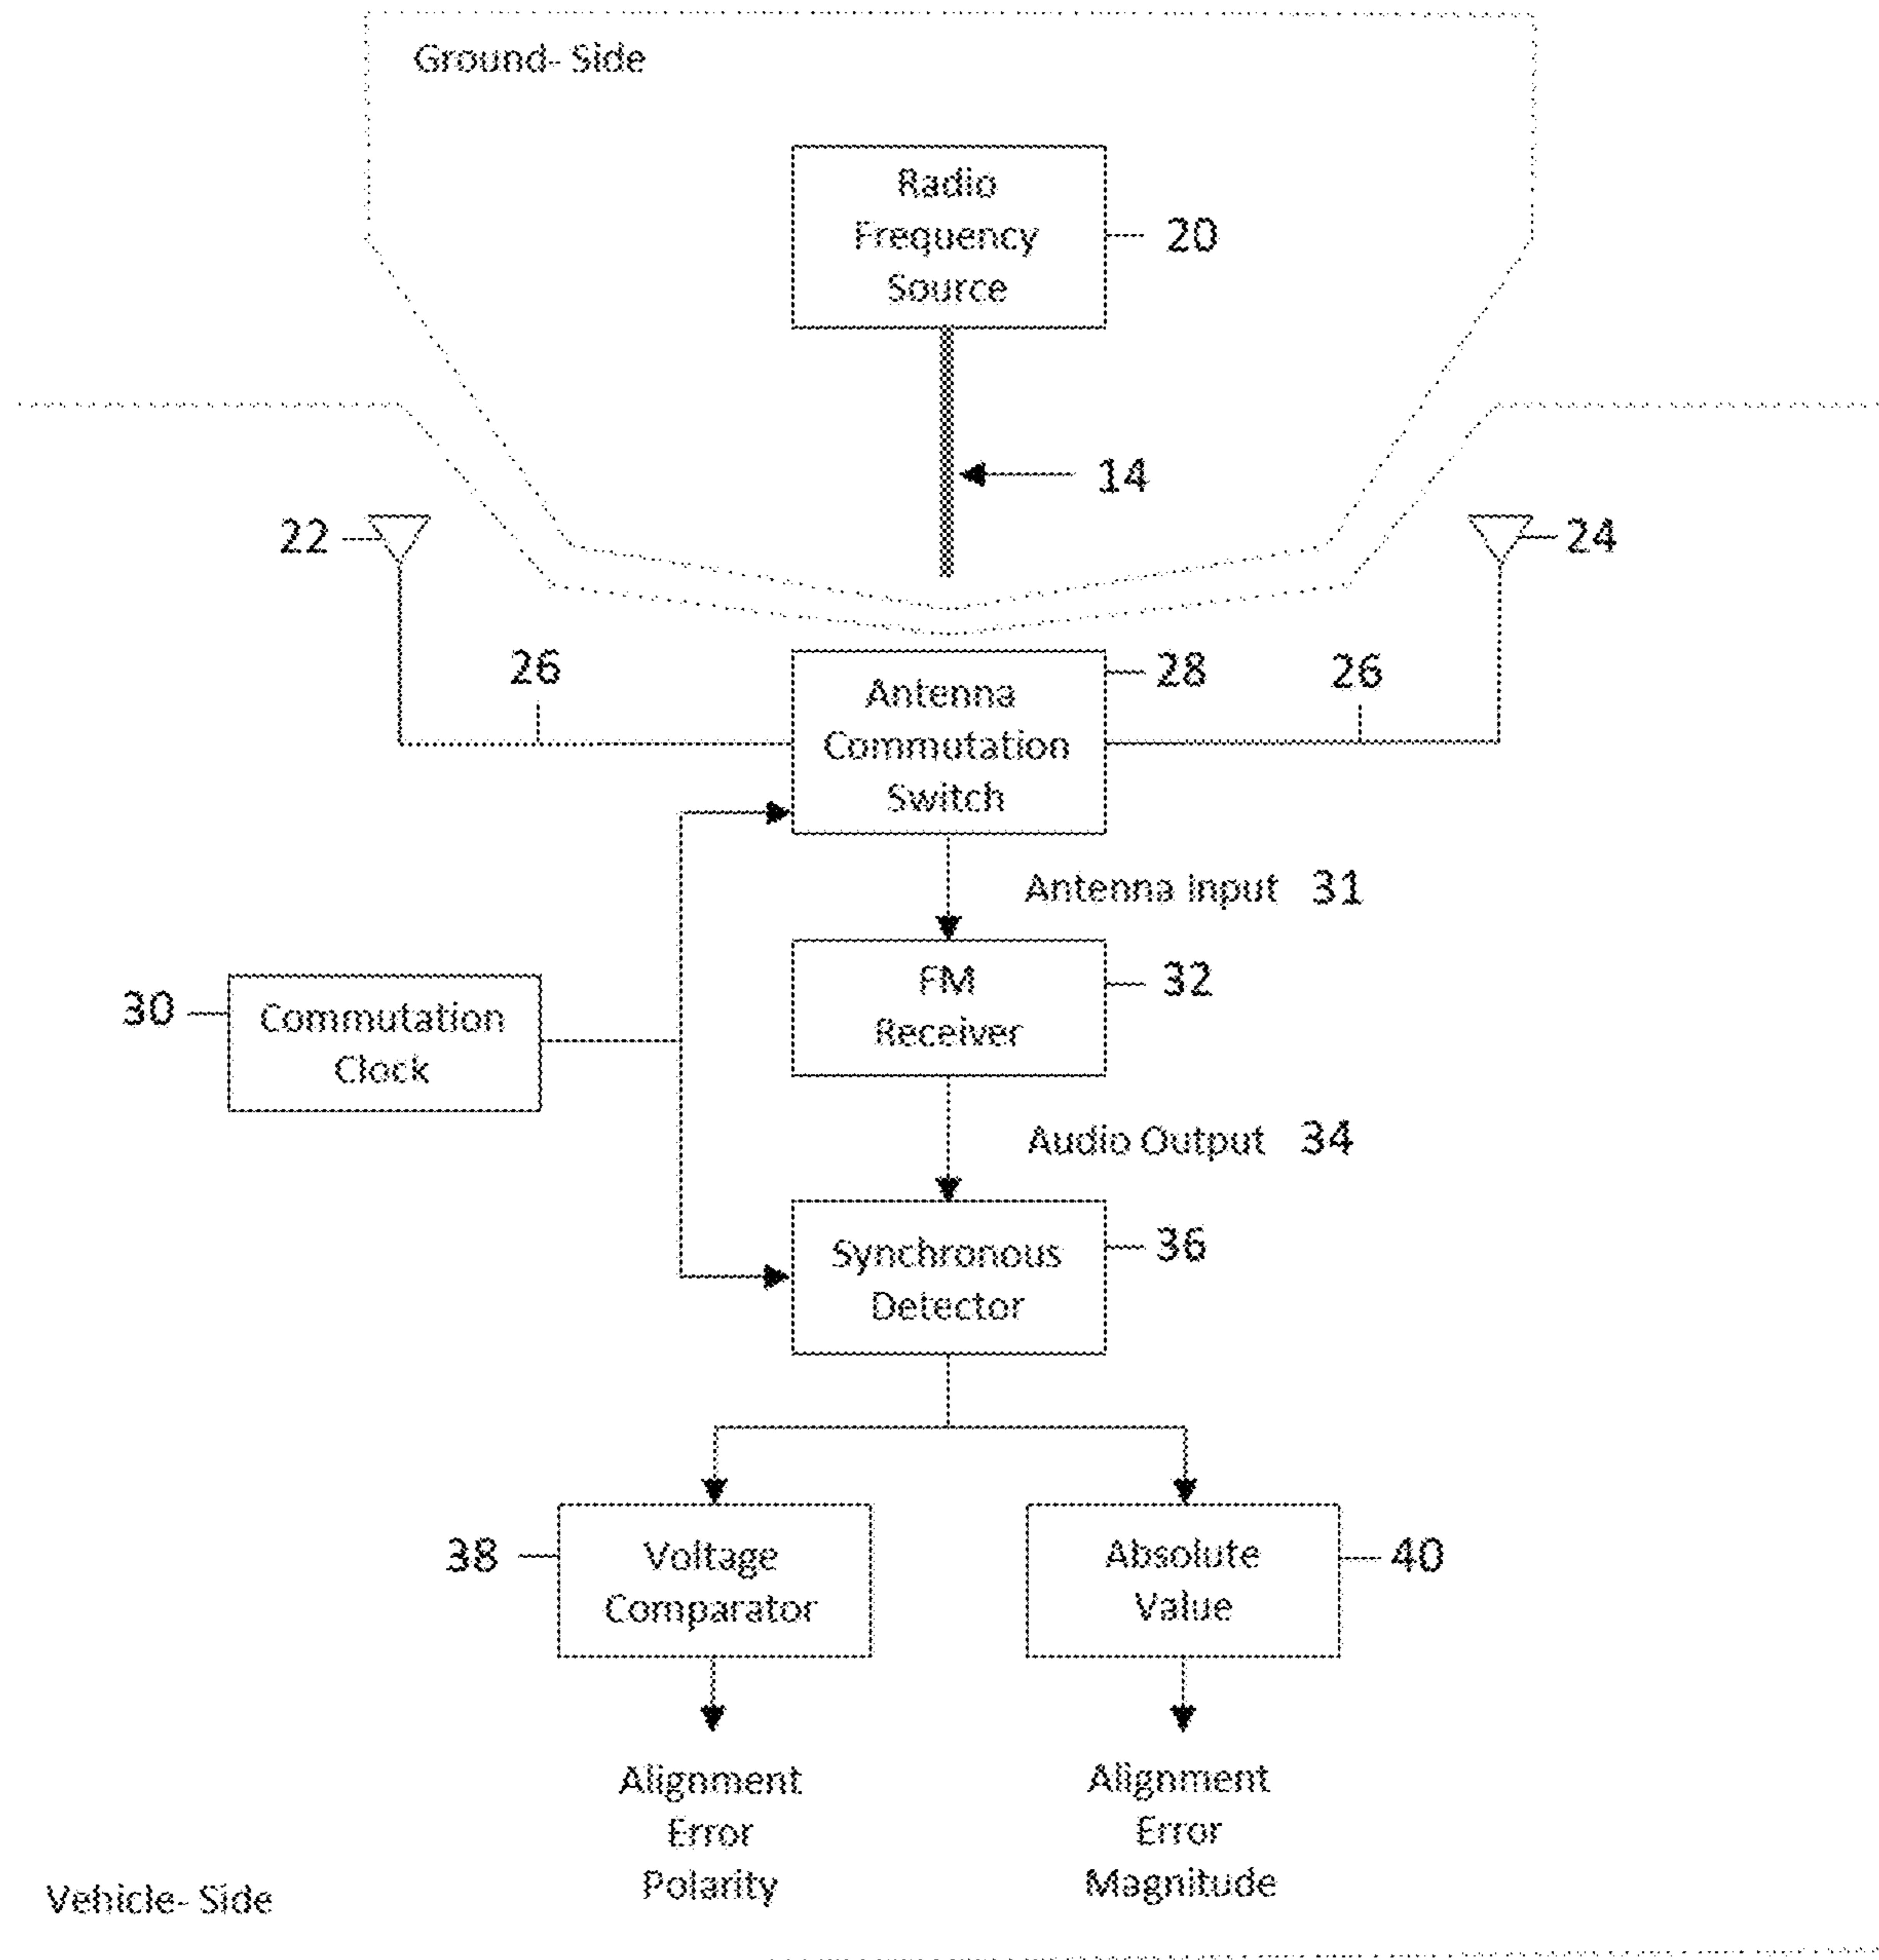 Ground- Side
Radio
Frequency
Source
20
14
22
24
26
28
26
Antenna
Commutation
Switch
Antenna Input 31
FM
Receiver
32
30
Commutation
Clock
Audio Output 34
Synchronous
Detector
36
38
Voltage
Comparator
Absolute
Value
40
Alignment
Error
Polarity
Alignment
Error
Magnitude
Vehicle- Side